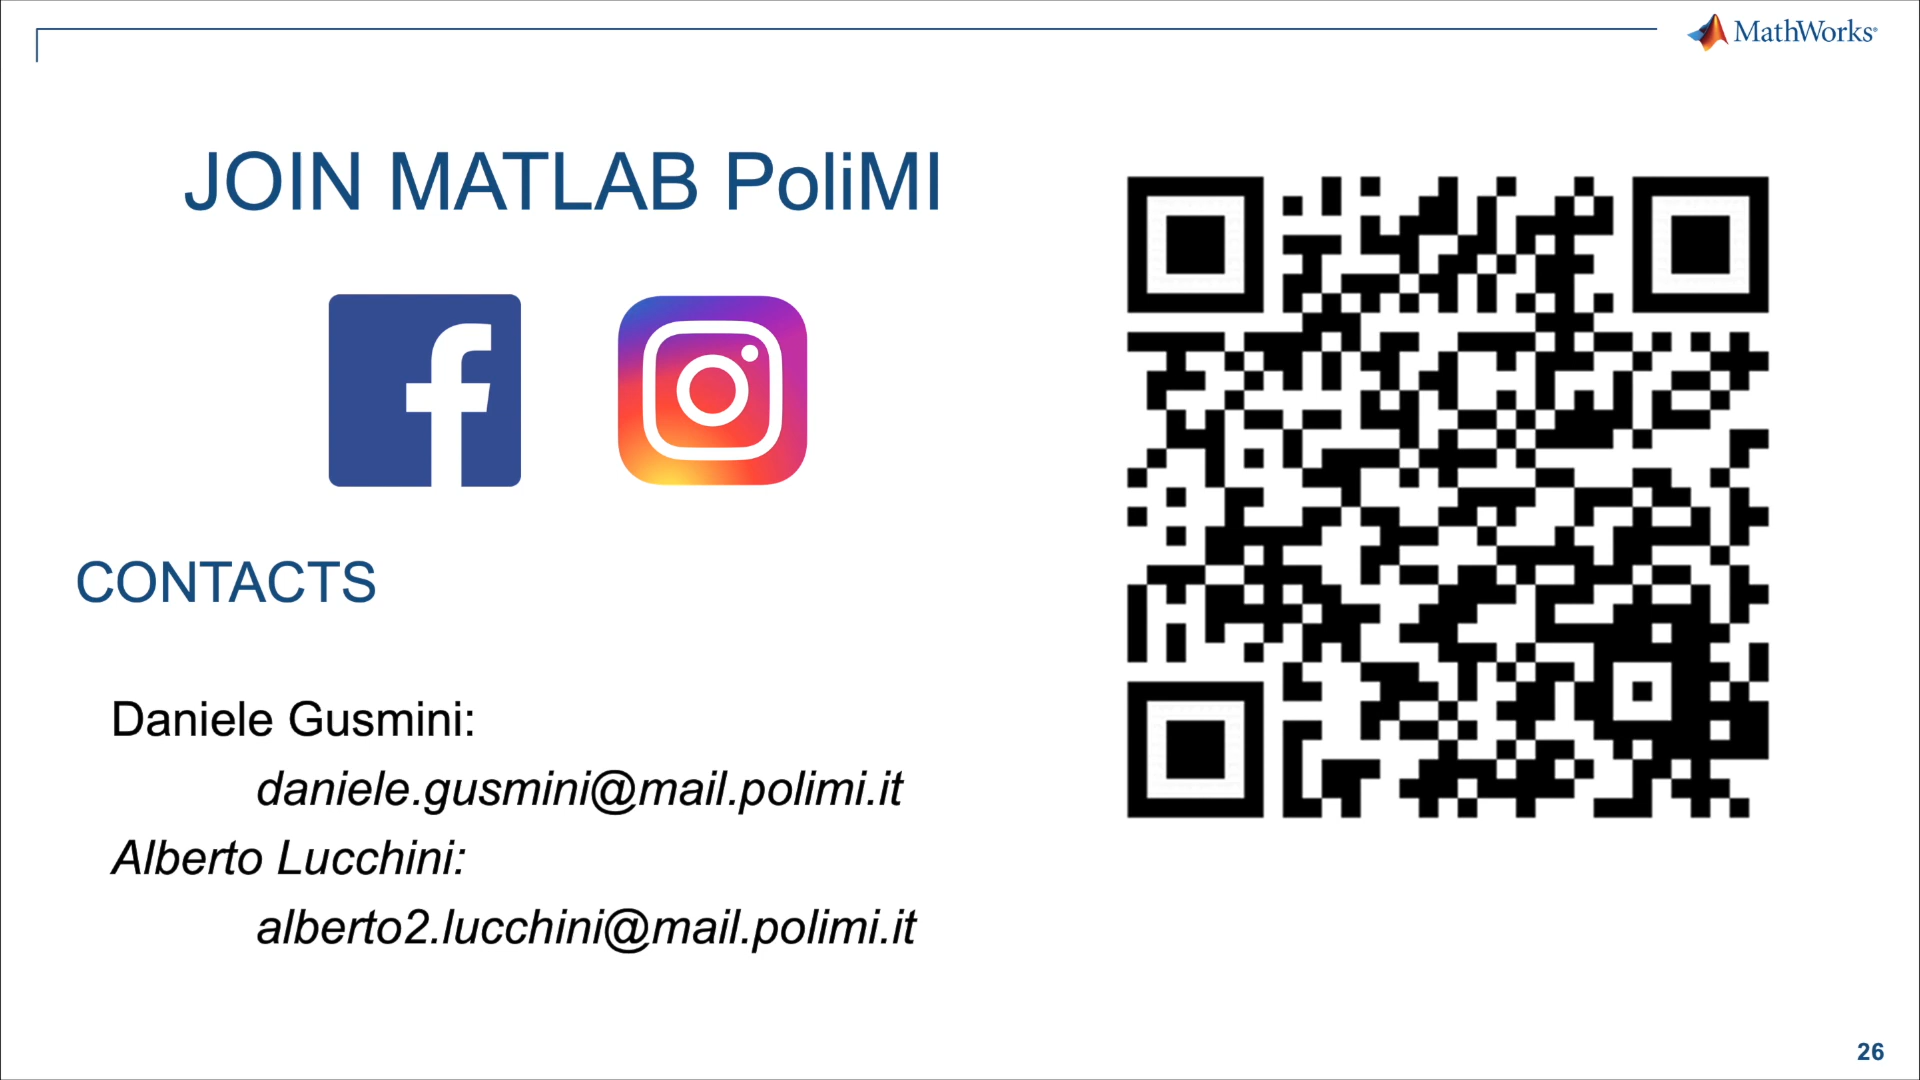 MathWorks®
JOIN MATLAB PoliMI
CONTACTS
Daniele Gusmini:
daniele.gusmini@mail.polimi.it
Alberto Lucchini:
alberto2.lucchini@mail.polimi.it
26